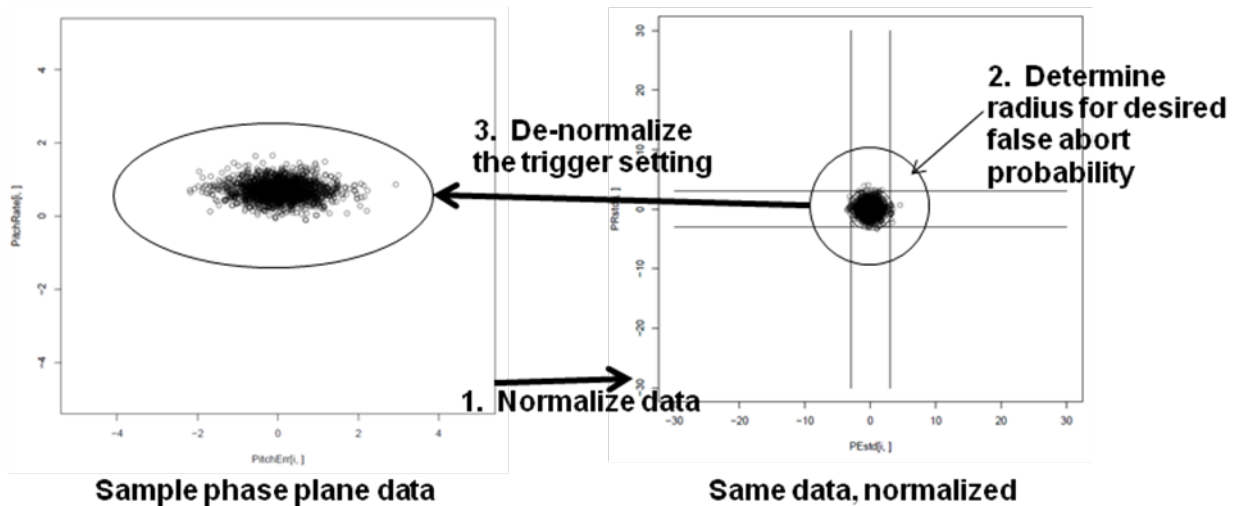 4
2
0
−2
−4
PitchRate[i, ]
−4 −2 0 2 4
PitchErr[i, ]
Sample phase plane data
3. De-normalize
the trigger setting
1. Normalize data
30
20
10
0
−10
−20
−30
PRstd[i, ]
−30 −20 −10 0 10 20 30
PEstd[i, ]
2. Determine
radius for desired
false abort
probability
Same data, normalized